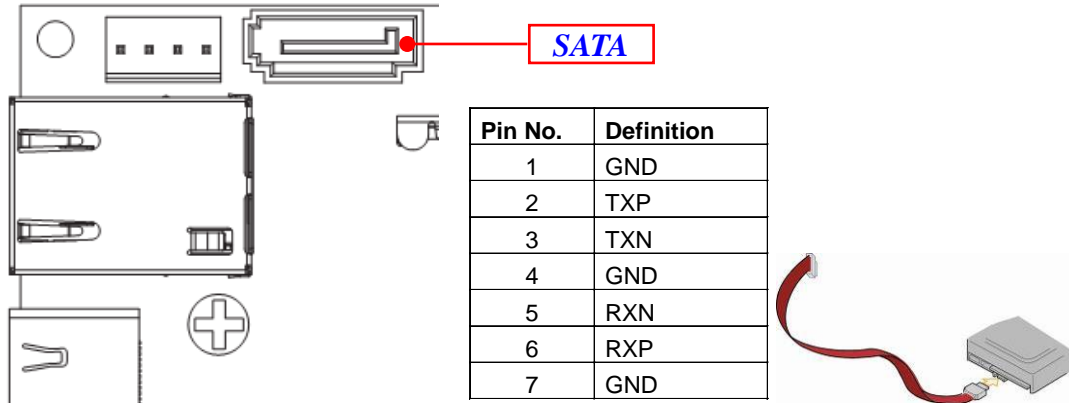 SATA
Pin No. Definition
1 GND
2 TXP
3 TXN
4 GND
5 RXN
6 RXP
7 GND